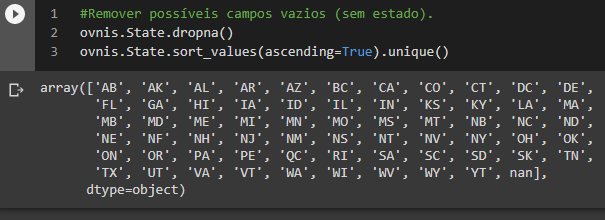 1 #Remover possíveis campos vazios (sem estado).
2 ovnis.State.dropna()
3 ovnis.State.sort_values(ascending=True).unique()
array(['AB', 'AK', 'AL', 'AR', 'AZ', 'BC', 'CA', 'CO', 'CT', 'DC', 'DE',
'FL', 'GA', 'HI', 'IA', 'ID', 'IL', 'IN', 'KS', 'KY', 'LA', 'MA',
'MB', 'MD', 'ME', 'MI', 'MN', 'MO', 'MS', 'MT', 'NB', 'NC', 'ND',
'NE', 'NF', 'NH', 'NJ', 'NM', 'NS', 'NT', 'NV', 'NY', 'OH', 'OK',
'ON', 'OR', 'PA', 'PE', 'QC', 'RI', 'SA', 'SC', 'SD', 'SK', 'TN',
'TX', 'UT', 'VA', 'VT', 'WA', 'WI', 'WV', 'WY', 'YT', nan],
dtype=object)